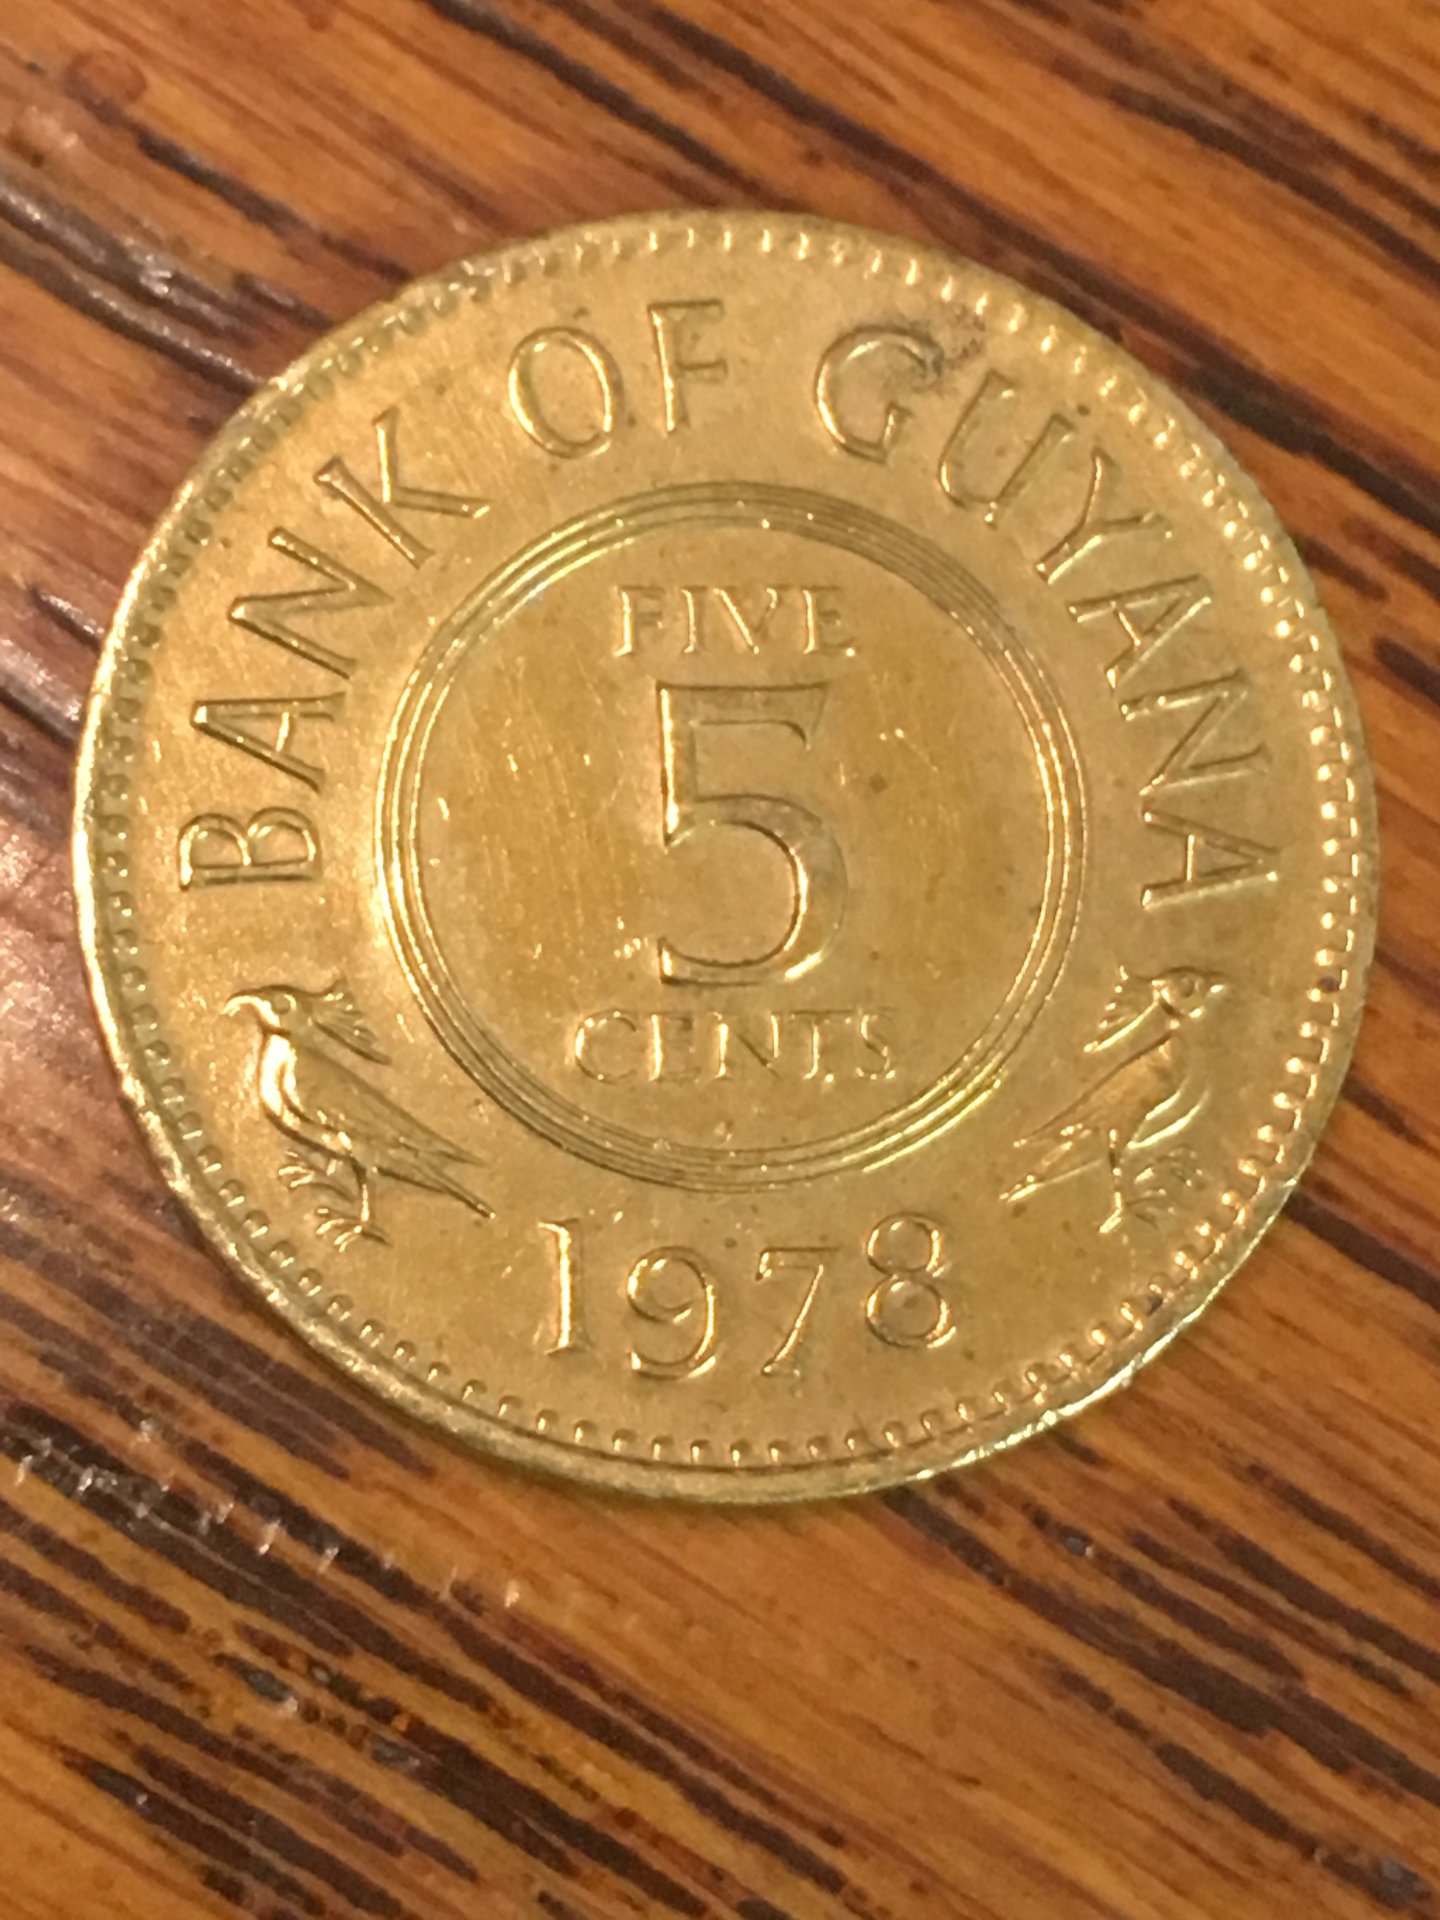 BANK OF GUYANA
FIVE
5
CENTS
1978